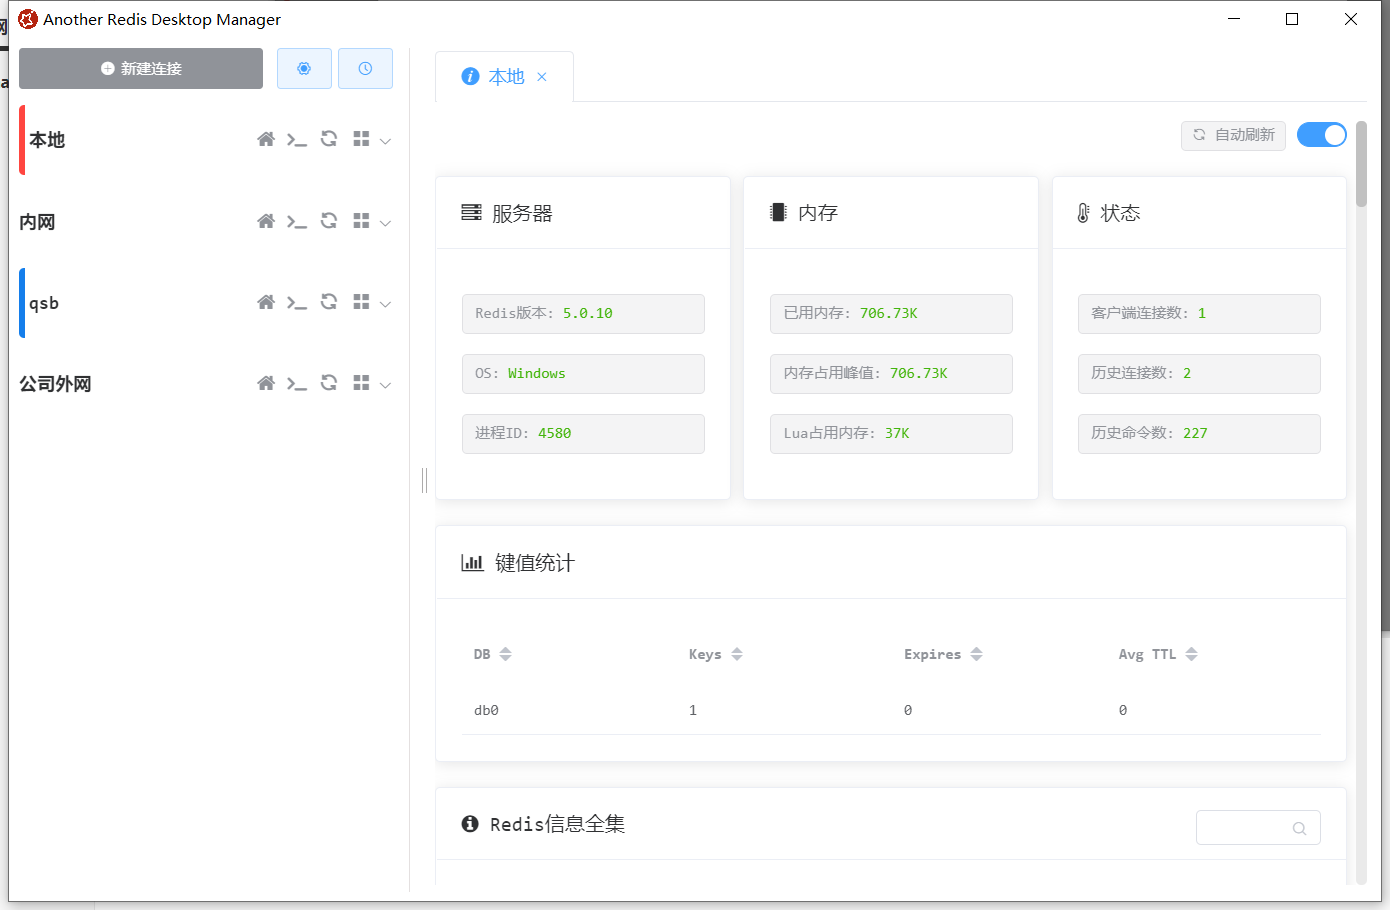 Another Redis Desktop Manager
新建连接
本地
内网
qsb
公司外网
本地
自动刷新
服务器
Redis版本: 5.0.10
OS: Windows
进程ID: 4580
内存
已用内存: 706.73K
内存占用峰值: 706.73K
Lua占用内存: 37K
状态
客户端连接数: 1
历史连接数: 2
历史命令数: 227
键值统计
DB Keys Expires Avg TTL
db0 1 0 0
Redis信息全集